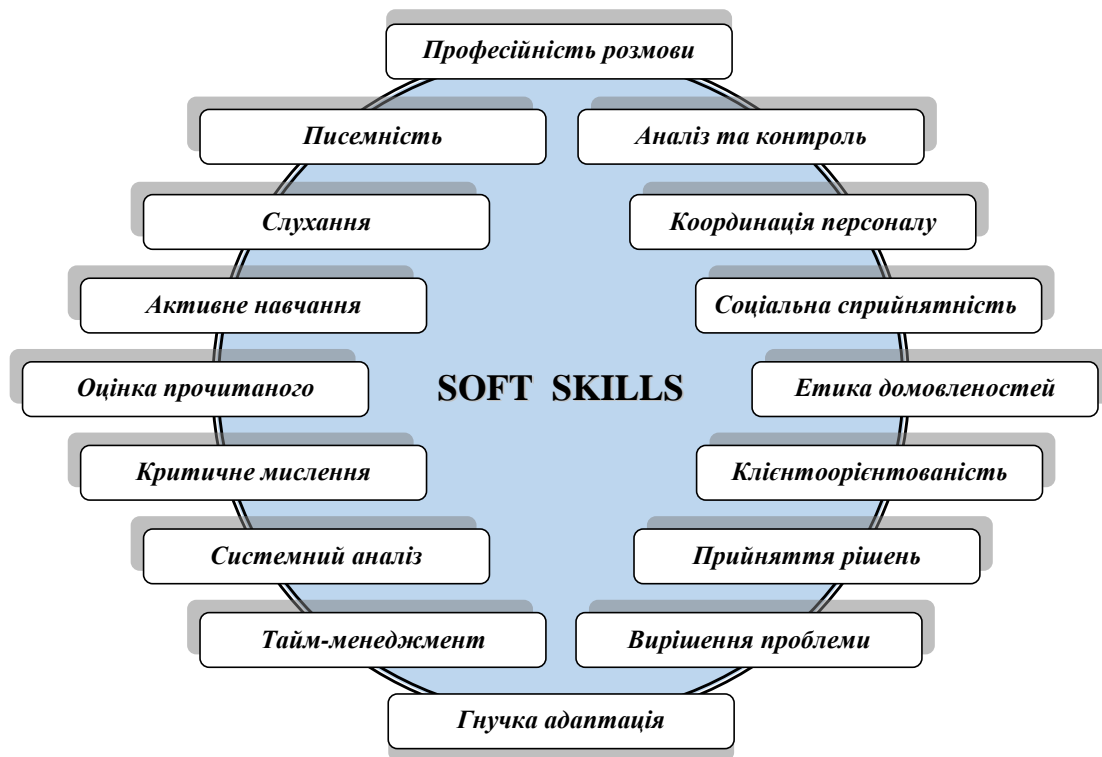 Професійність розмови
Писемність
Аналіз та контроль
Слухання
Координація персоналу
Активне навчання
Соціальна сприйнятність
Оцінка прочитаного
SOFT SKILLS
Етика домовленостей
Критичне мислення
Клієнтоорієнтованість
Системний аналіз
Прийняття рішень
Тайм-менеджмент
Вирішення проблеми
Гнучка адаптація